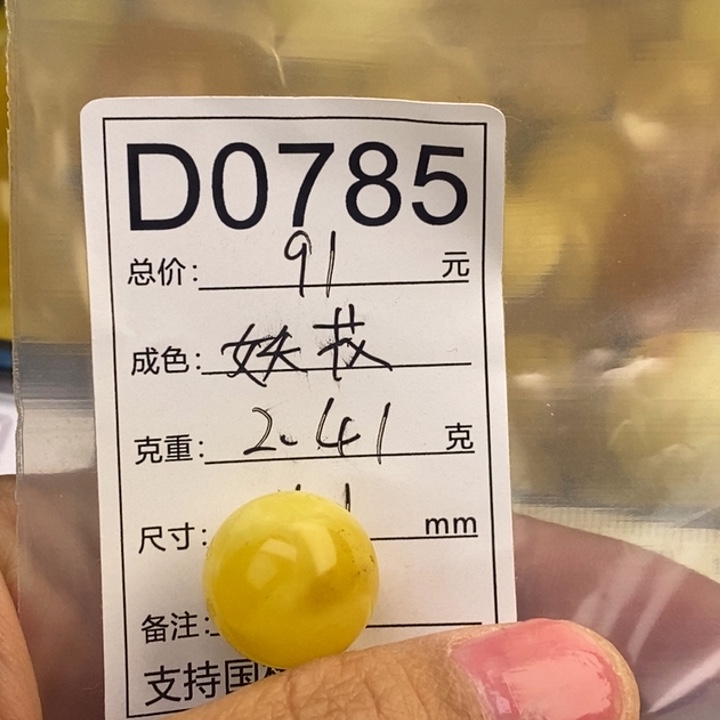 D0785
总价: 91 元
成色: 妖花
克重: 2.41 克
尺寸: mm
备注:
支持国